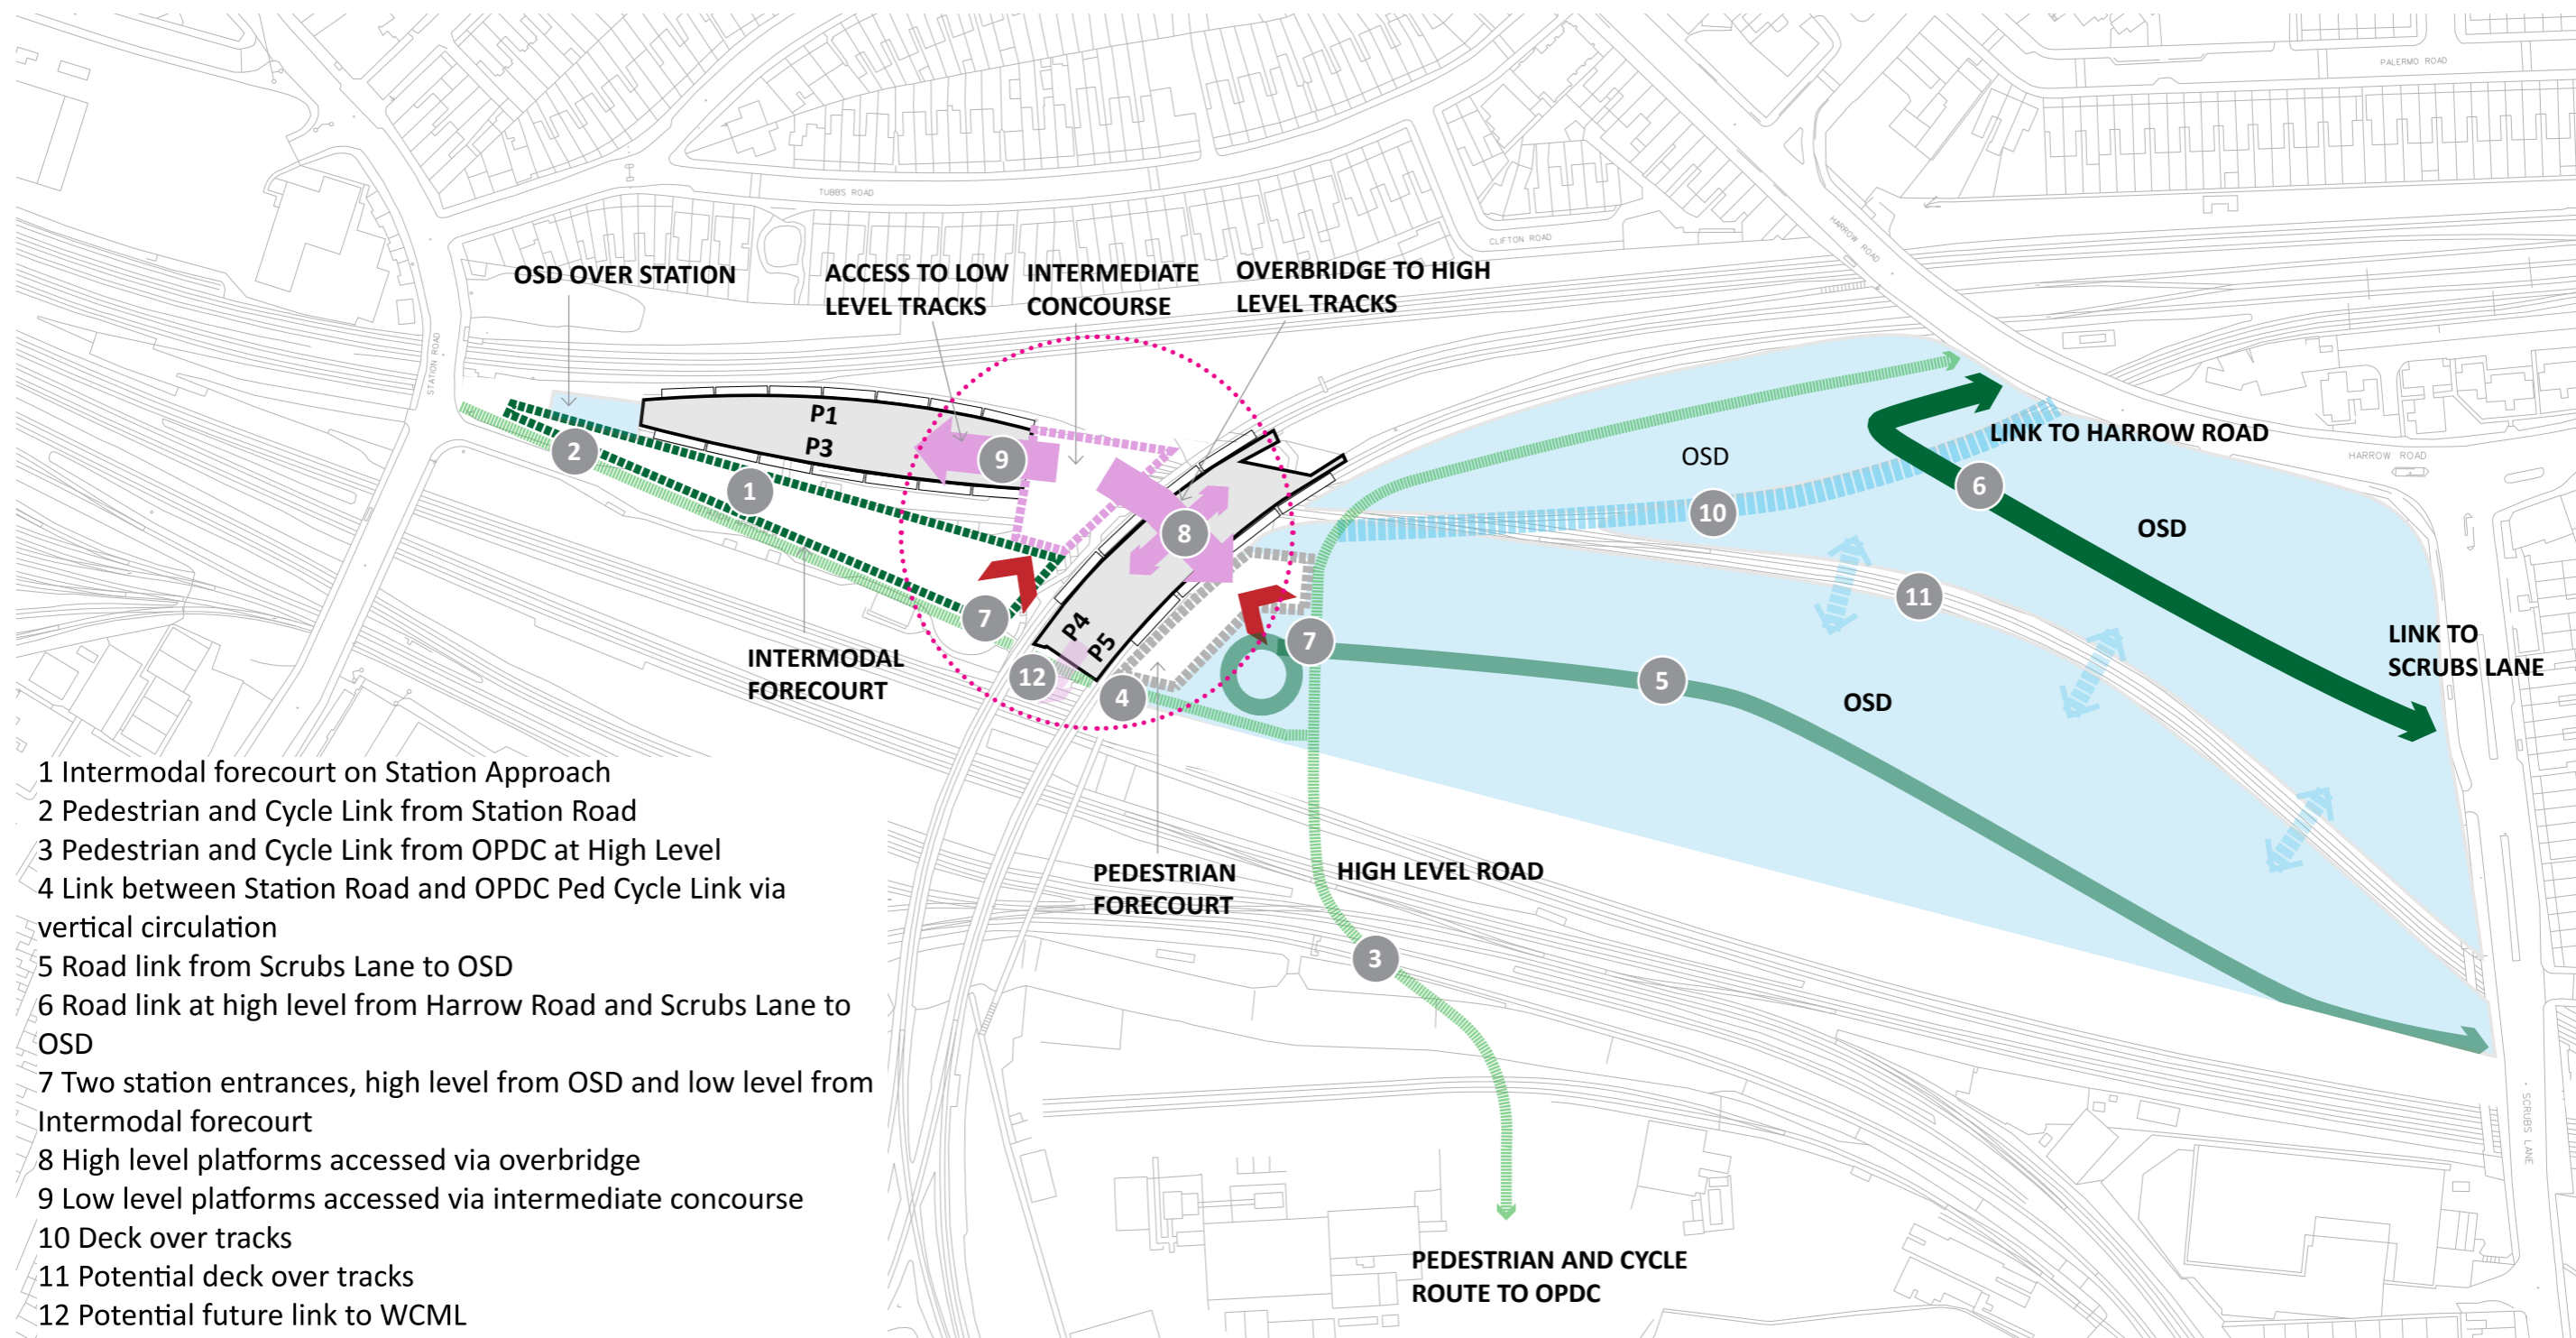 PALERMO ROAD
TUBBS ROAD
CLIFTON ROAD
HARROW ROAD
OSD OVER STATION
ACCESS TO LOW
LEVEL TRACKS
INTERMEDIATE
CONCOURSE
OVERBRIDGE TO HIGH
LEVEL TRACKS
STATION ROAD
P1
P3
9
2
1
8
OSD
10
6
LINK TO HARROW ROAD
HARROW ROAD
OSD
11
7
P4
P5
7
12
4
5
INTERMODAL
FORECOURT
OSD
LINK TO
SCRUBS LANE
PEDESTRIAN
FORECOURT
HIGH LEVEL ROAD
3
SCRUBS LANE
PEDESTRIAN AND CYCLE
ROUTE TO OPDC
1 Intermodal forecourt on Station Approach
2 Pedestrian and Cycle Link from Station Road
3 Pedestrian and Cycle Link from OPDC at High Level
4 Link between Station Road and OPDC Ped Cycle Link via
vertical circulation
5 Road link from Scrubs Lane to OSD
6 Road link at high level from Harrow Road and Scrubs Lane to
OSD
7 Two station entrances, high level from OSD and low level from
Intermodal forecourt
8 High level platforms accessed via overbridge
9 Low level platforms accessed via intermediate concourse
10 Deck over tracks
11 Potential deck over tracks
12 Potential future link to WCML